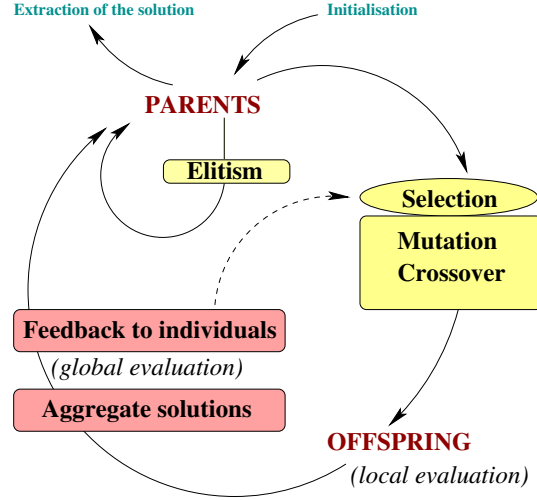 Extraction of the solution
Initialisation
PARENTS
Elitism
Selection
Mutation
Crossover
Feedback to individuals
(global evaluation)
Aggregate solutions
OFFSPRING
(local evaluation)